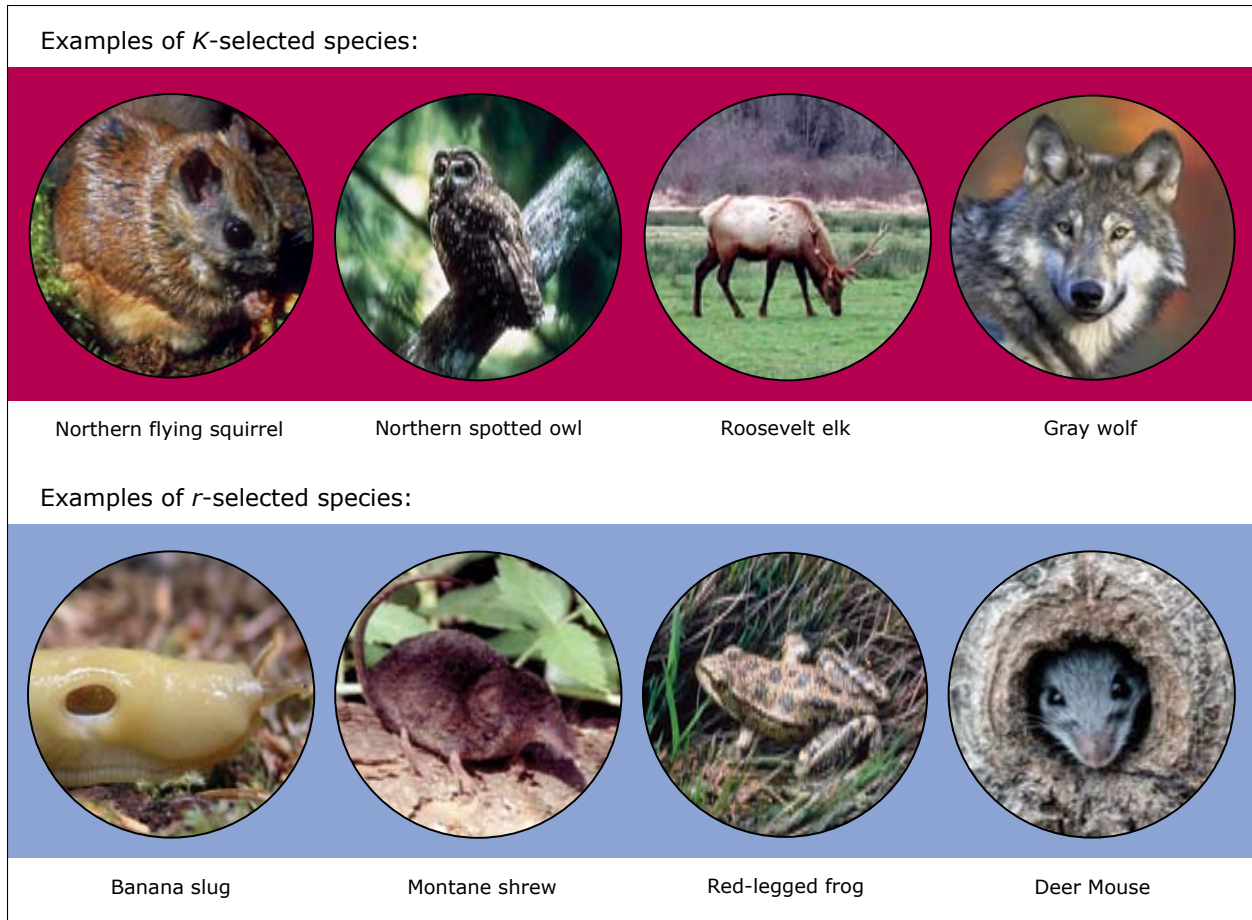 Examples of K-selected species:
Northern flying squirrel
Northern spotted owl
Roosevelt elk
Gray wolf
Examples of r-selected species:
Banana slug
Montane shrew
Red-legged frog
Deer Mouse